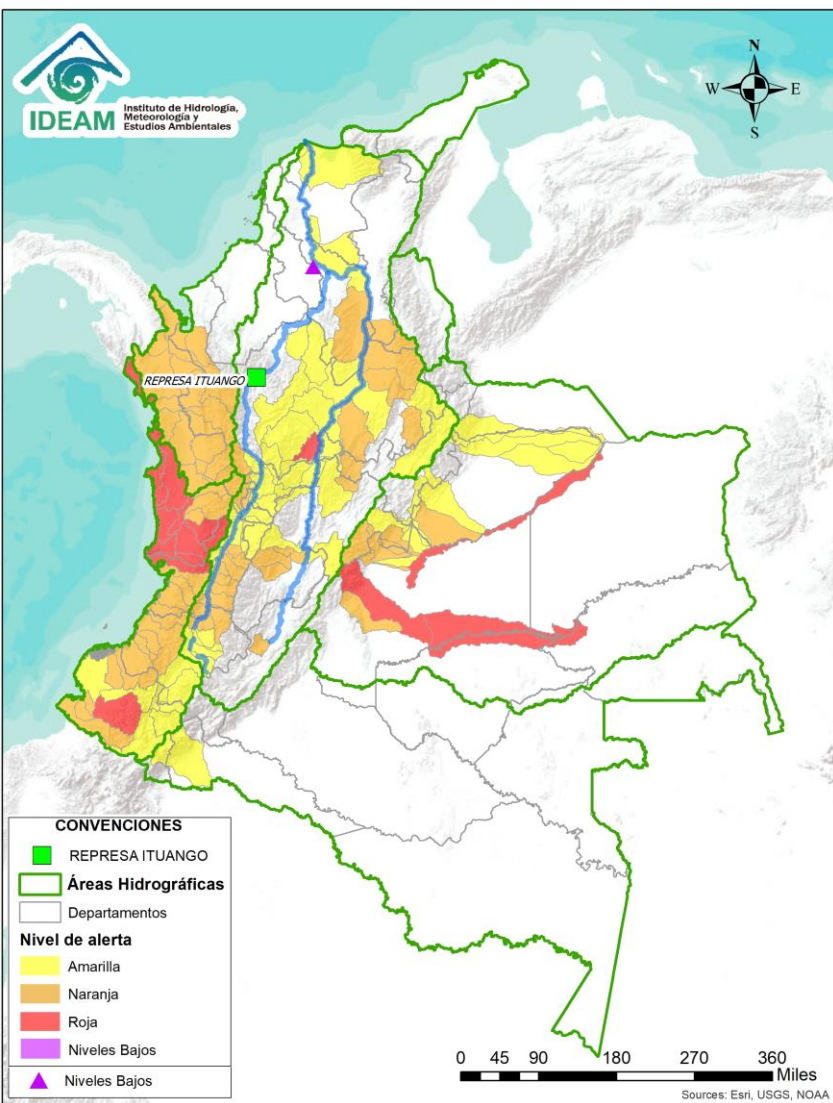 IDEAM
Instituto de Hidrología,
Meteorología y
Estudios Ambientales
N
W E
S
REPRESA ITUANGO
CONVENCIONES
REPRESA ITUANGO
Áreas Hidrográficas
Departamentos
Nivel de alerta
Amarilla
Naranja
Roja
Niveles Bajos
Niveles Bajos
0 45 90 180 270 360
Miles
Sources: Esri, USGS, NOAA